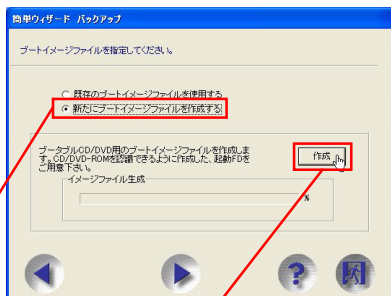 簡単ウィザード バックアップ
ブートイメージファイルを指定してください。
既存のブートイメージファイルを使用する
新たにブートイメージファイルを作成する
ブータブルCD/DVD用のブートイメージファイルを作成しま
す。CD/DVD-ROMを認識できるように作成した、起動FDを
ご用意下さい。
作成
イメージファイル生成
%
?